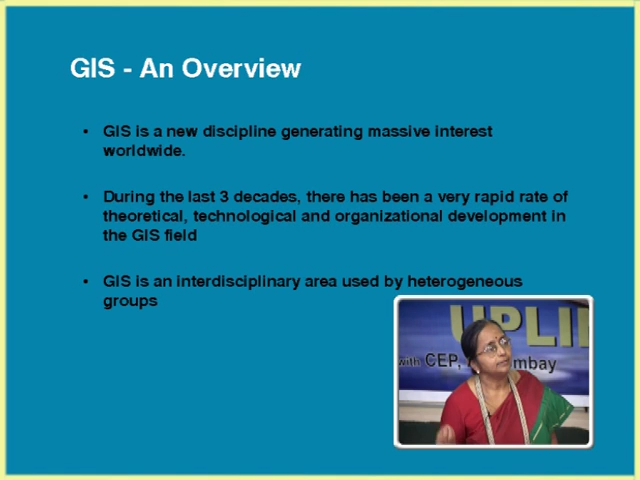 GIS - An Overview
• GIS is a new discipline generating massive interest
worldwide.
• During the last 3 decades, there has been a very rapid rate of
theoretical, technological and organizational development in
the GIS field
• GIS is an interdisciplinary area used by heterogeneous
groups
with CEP,